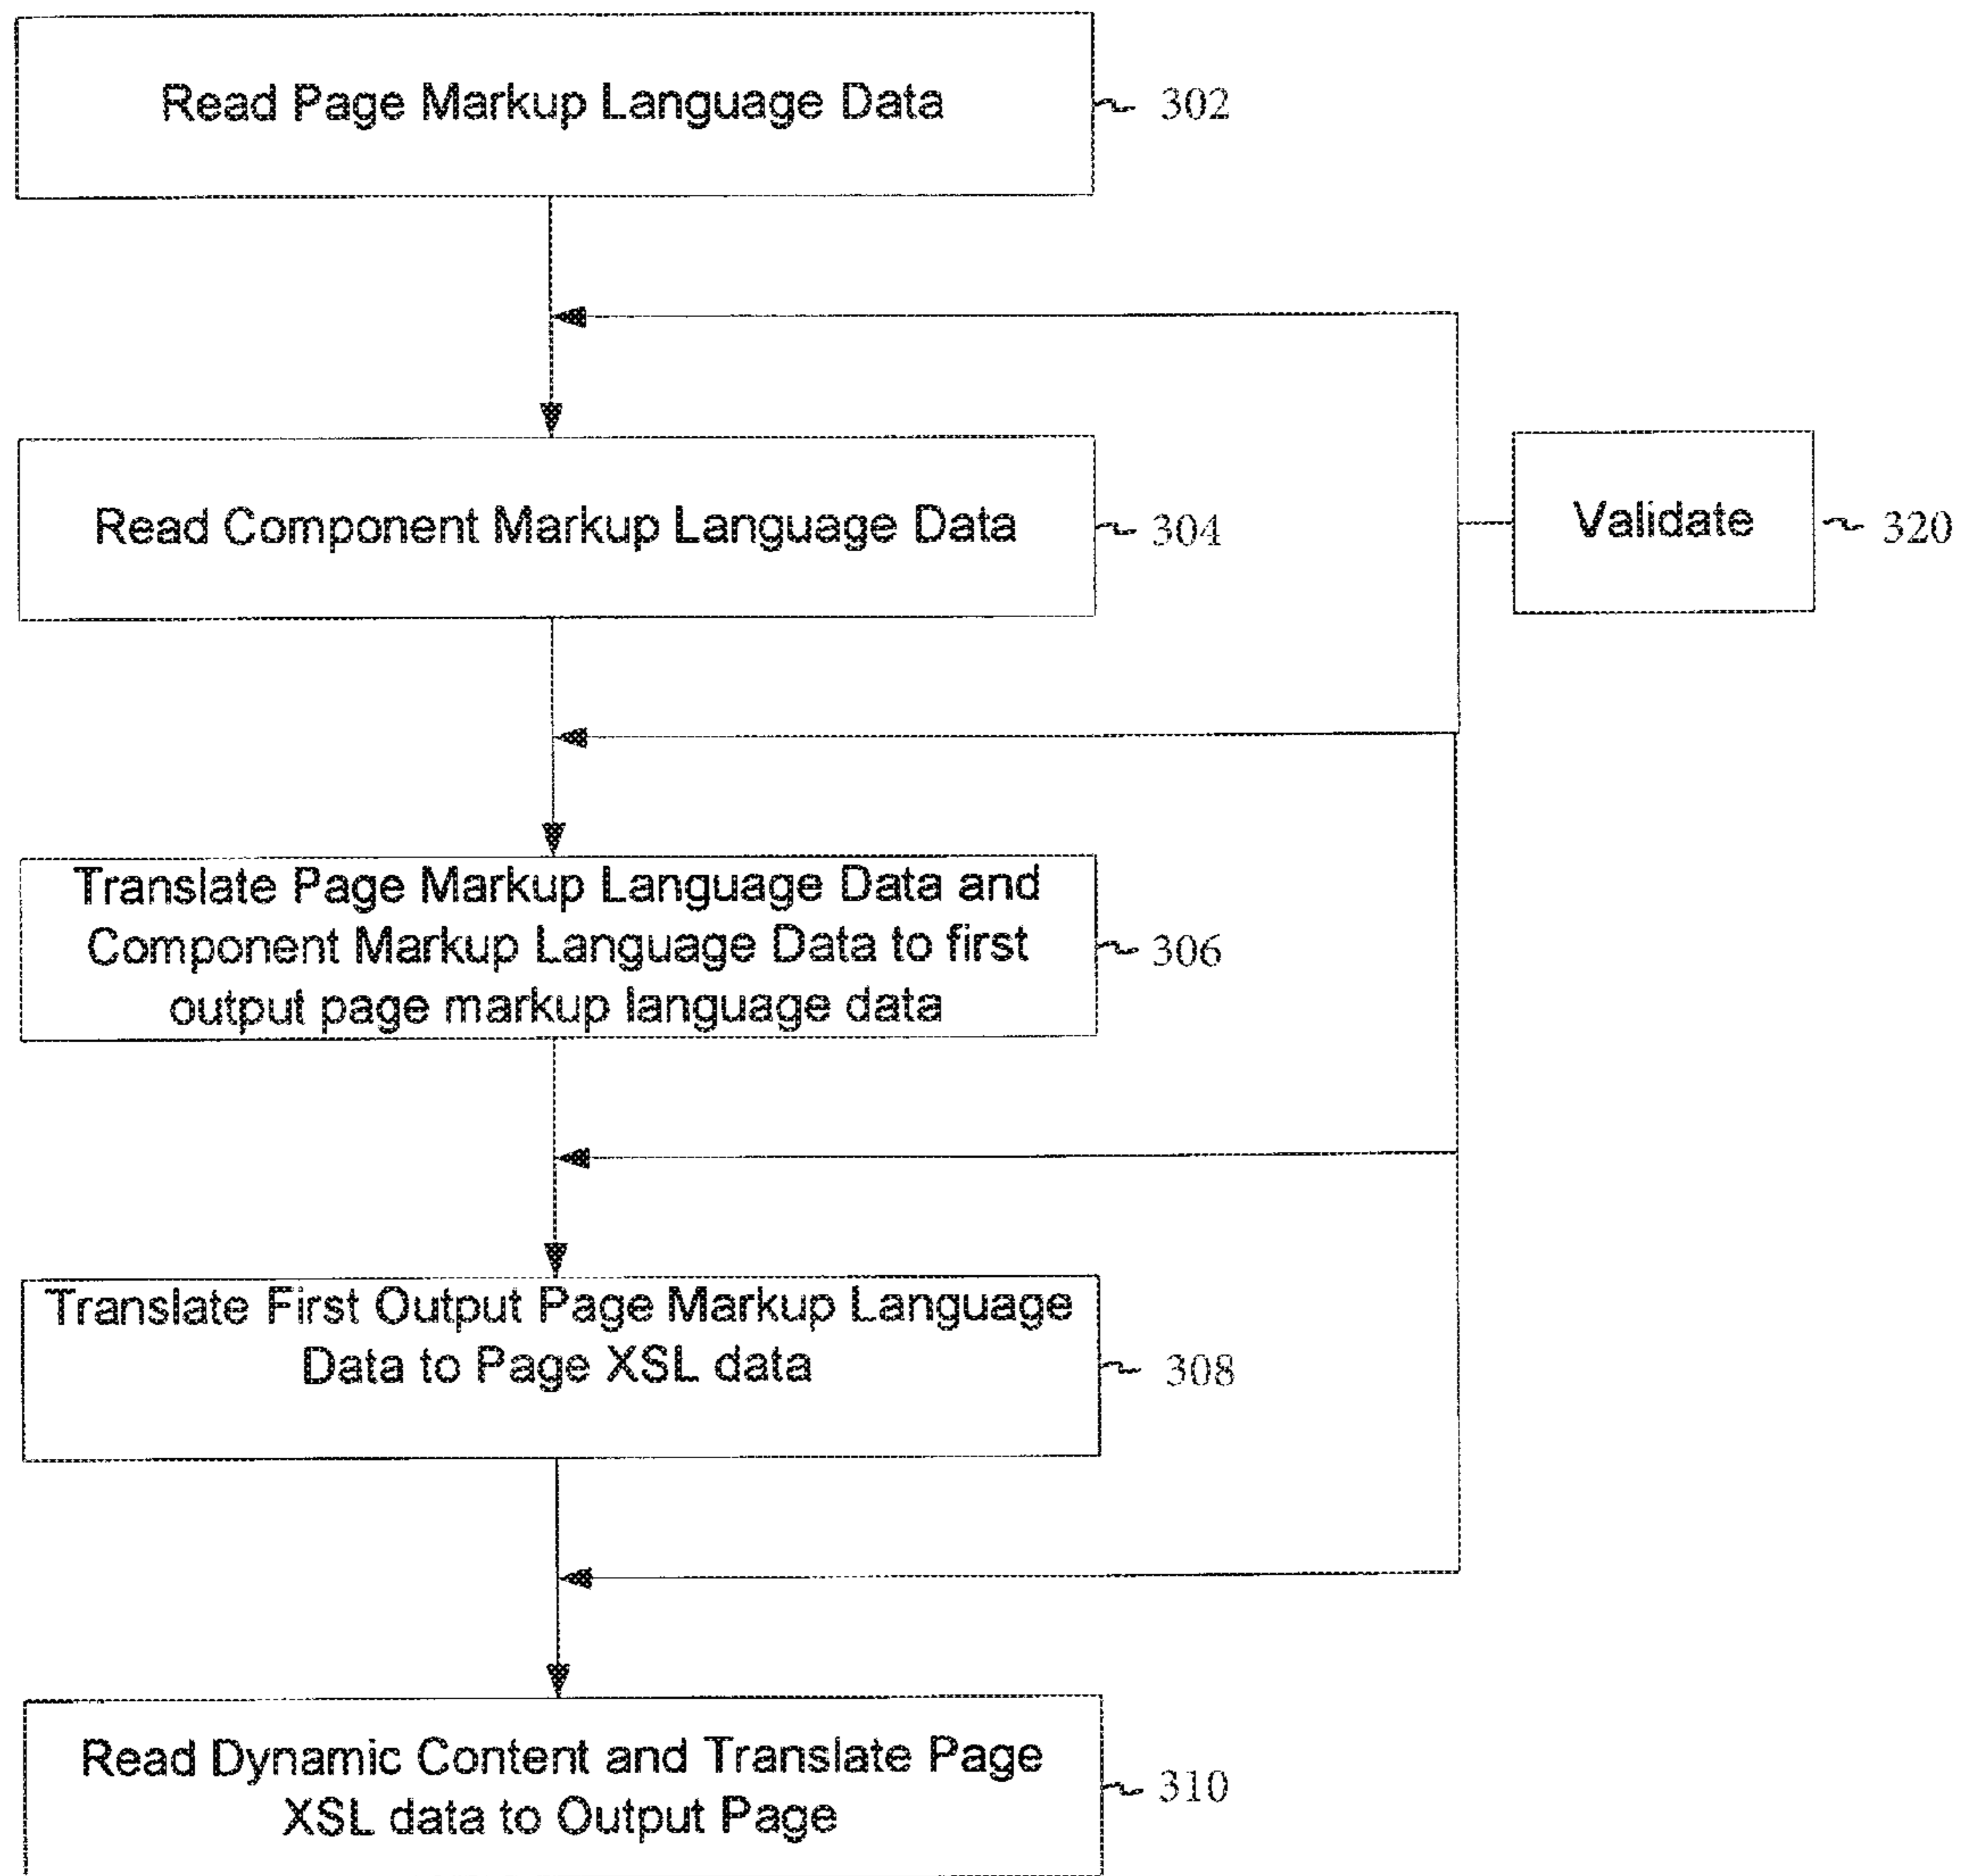 Read Page Markup Language Data
302
Read Component Markup Language Data
304
Validate
320
Translate Page Markup Language Data and
Component Markup Language Data to first
output page markup language data
306
Translate First Output Page Markup Language
Data to Page XSL data
308
Read Dynamic Content and Translate Page
XSL data to Output Page
310